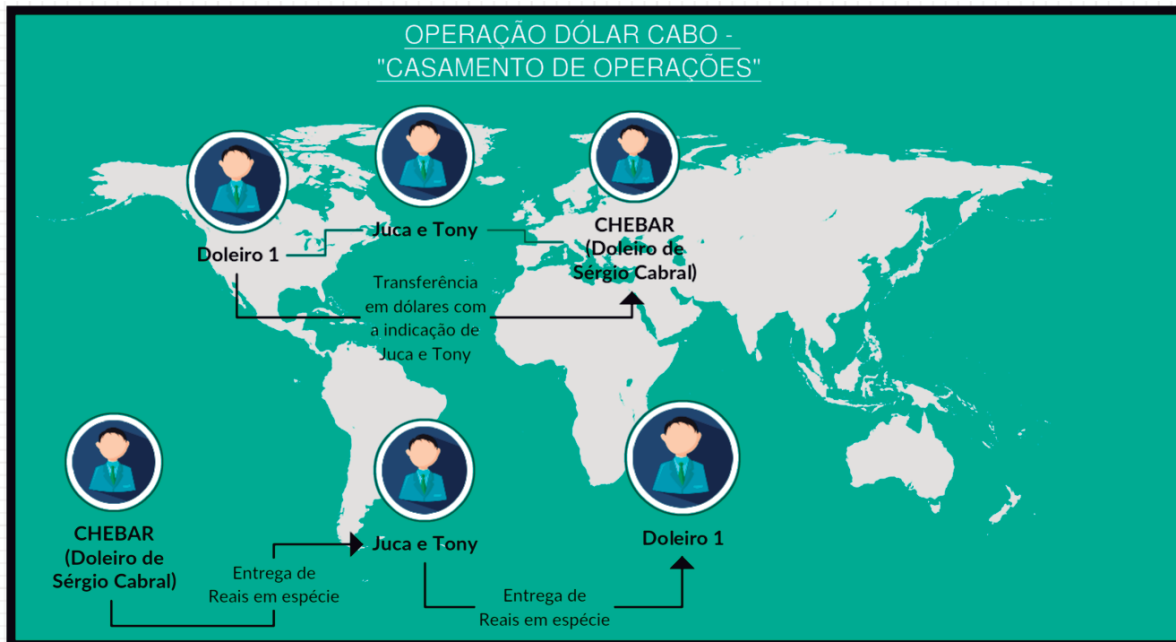 OPERAÇÃO DÓLAR CABO -
"CASAMENTO DE OPERAÇÕES"
Doleiro 1
Juca e Tony
CHEBAR
(Doleiro de
Sérgio Cabral)
Transferência
em dólares com
a indicação de
Juca e Tony
CHEBAR
(Doleiro de
Sérgio Cabral)
Entrega de
Reais em espécie
Juca e Tony
Entrega de
Reais em espécie
Doleiro 1